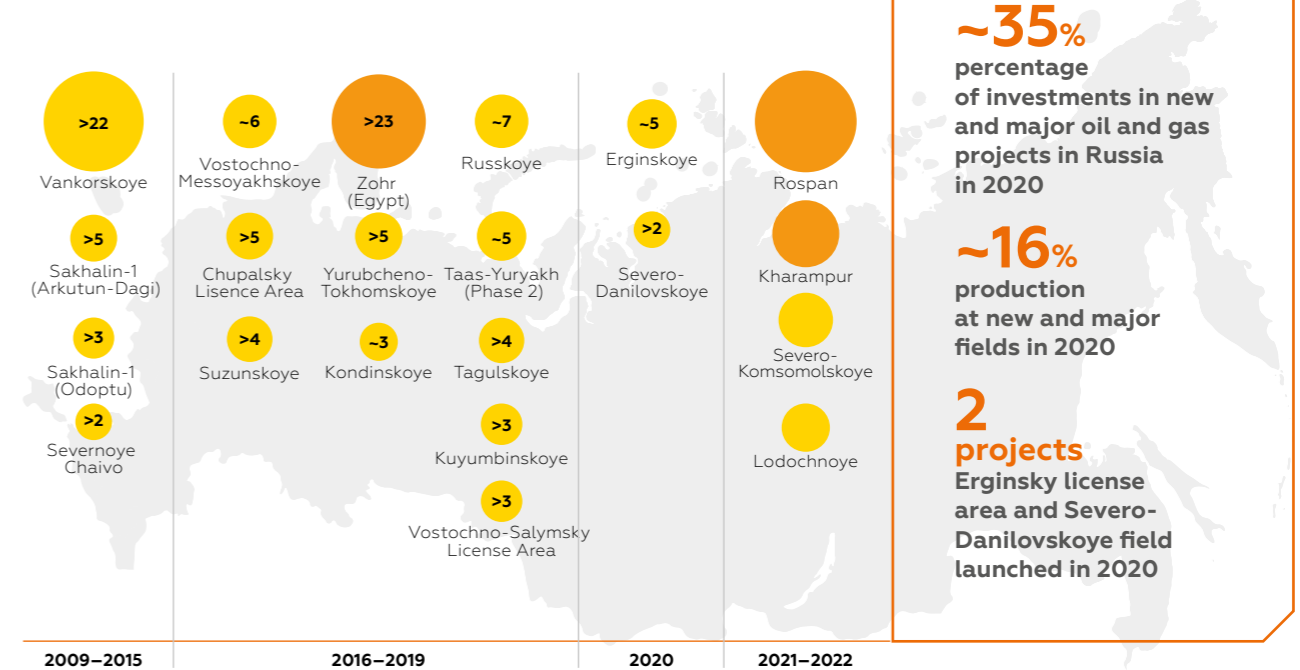 >22
Vankorskoye
>5
Sakhalin-1
(Arkutun-Dagi)
>3
Sakhalin-1
(Odoptu)
>2
Severnoye
Chaivo
2009–2015
~6
Vostochno-
Messoyakhskoye
>5
Chupalsky
Lisence Area
>4
Suzunskoye
>23
Zohr
(Egypt)
>5
Yurubcheno-
Tokhomskoye
~3
Kondinskoye
~7
Russkoye
~5
Taas-Yuryakh
(Phase 2)
>4
Tagulskoye
>3
Kuyumbinskoye
>3
Vostochno-Salymsky
License Area
2016–2019
~5
Erginskoye
>2
Severo-
Danilovskoye
2020
Rospan
Kharampur
Severo-
Komsomolskoye
Lodochnoye
2021–2022
~35%
percentage
of investments in new
and major oil and gas
projects in Russia
in 2020
~16%
production
at new and major
fields in 2020
2
projects
Erginsky license
area and Severo-
Danilovskoye field
launched in 2020